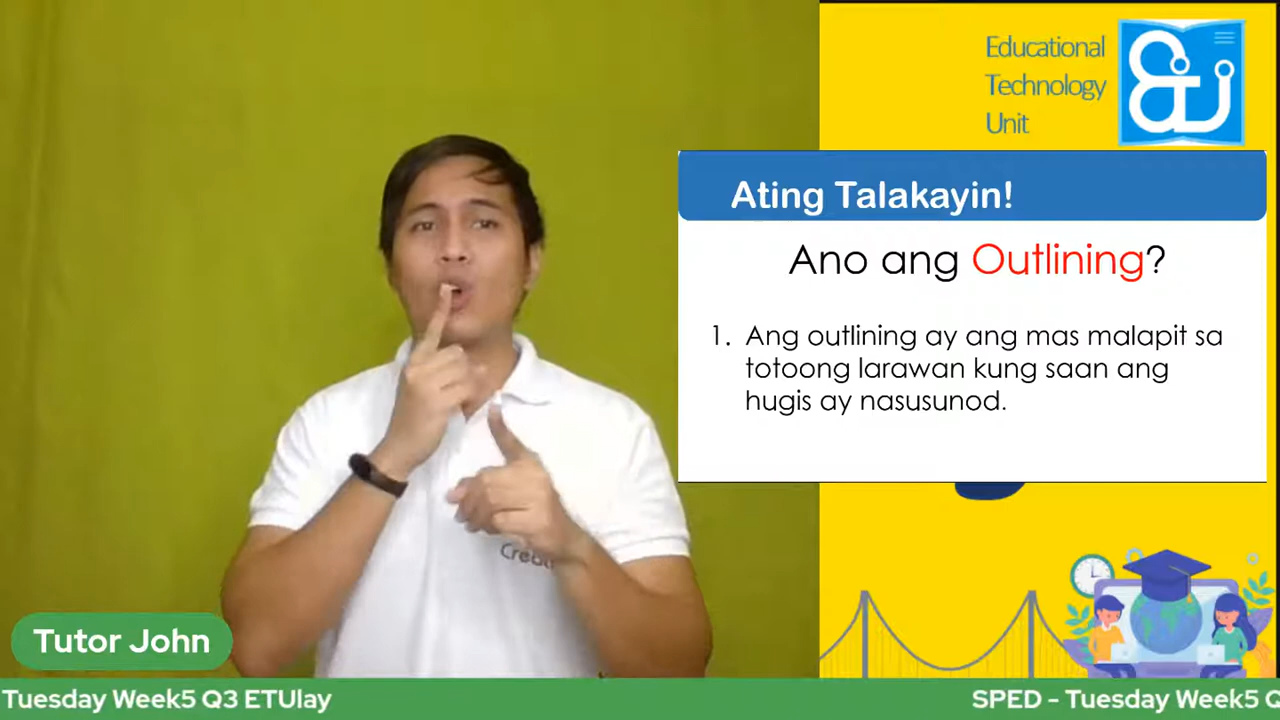 Educational
Technology
Unit
Ating Talakayin!
Ano ang Outlining?
1. Ang outlining ay ang mas malapit sa
totoong larawan kung saan ang
hugis ay nasusunod.
Tutor John
Tuesday Week5 Q3 ETUlay
SPED - Tuesday Week5